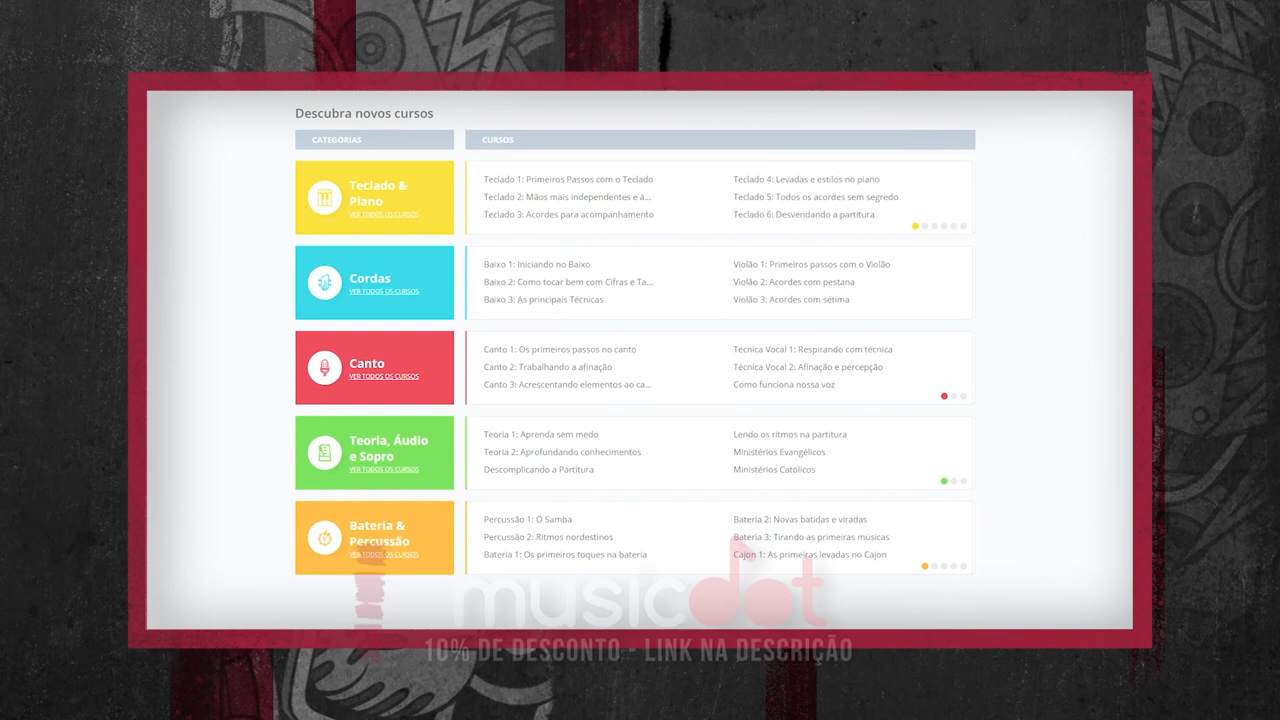 Descubra novos cursos
CATEGORIAS
CURSOS
Teclado &
Piano
VER TODOS OS CURSOS
Teclado 1: Primeiros Passos com o Teclado
Teclado 2: Mãos mais independentes e á...
Teclado 3: Acordes para acompanhamento
Teclado 4: Levadas e estilos no piano
Teclado 5: Todos os acordes sem segredo
Teclado 6: Desvendando a partitura
Cordas
VER TODOS OS CURSOS
Baixo 1: Iniciando no Baixo
Baixo 2: Como tocar bem com Cifras e Ta...
Baixo 3: As principais Técnicas
Violão 1: Primeiros passos com o Violão
Violão 2: Acordes com pestana
Violão 3: Acordes com sétima
Canto
VER TODOS OS CURSOS
Canto 1: Os primeiros passos no canto
Canto 2: Trabalhando a afinação
Canto 3: Acrescentando elementos ao ca...
Técnica Vocal 1: Respirando com técnica
Técnica Vocal 2: Afinação e percepção
Como funciona nossa voz
Teoria, Áudio
e Sopro
VER TODOS OS CURSOS
Teoria 1: Aprenda sem medo
Teoria 2: Aprofundando conhecimentos
Descomplicando a Partitura
Lendo os ritmos na partitura
Ministérios Evangélicos
Ministérios Católicos
Bateria &
Percussão
VER TODOS OS CURSOS
Percussão 1: O Samba
Percussão 2: Ritmos nordestinos
Bateria 1: Os primeiros toques na bateria
Bateria 2: Novas batidas e viradas
Bateria 3: Tirando as primeiras músicas
Cajon 1: As primeiras levadas no Cajon
musicdot
10% DE DESCONTO - LINK NA DESCRIÇÃO